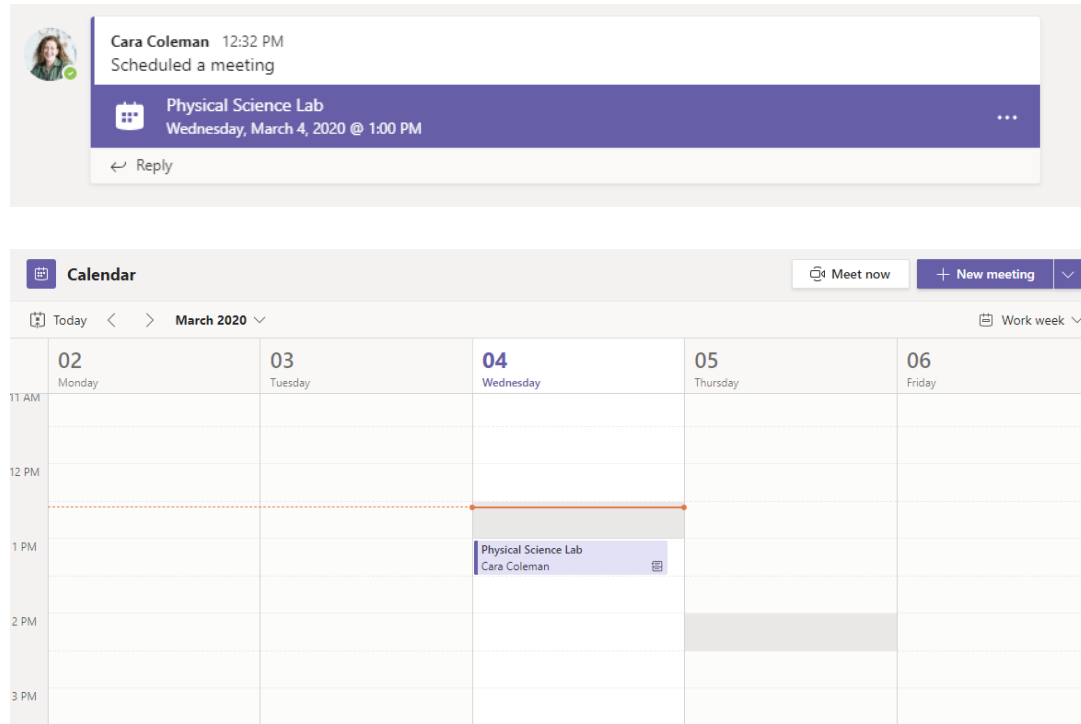 Cara Coleman 12:32 PM
Scheduled a meeting
Physical Science Lab
Wednesday, March 4, 2020 @ 1:00 PM
Reply
Calendar
Meet now
New meeting
Today
March 2020
Work week
02 03 04 05 06
Monday Tuesday Wednesday Thursday Friday
11 AM
12 PM
1 PM
Physical Science Lab
Cara Coleman
2 PM
3 PM